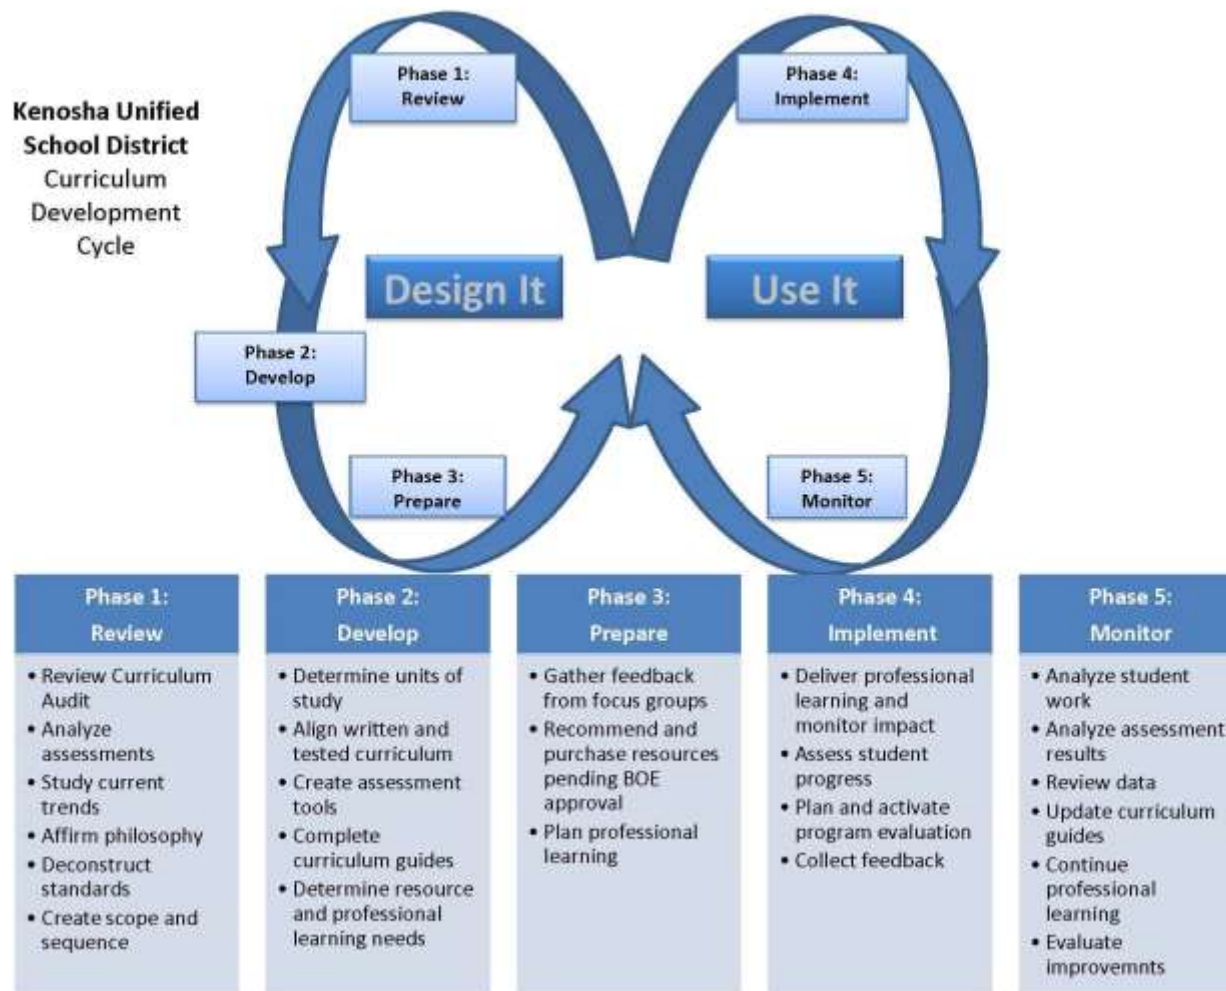 Kenosha Unified
School District
Curriculum
Development
Cycle
Phase 1:
Review
Phase 4:
Implement
Design It
Use It
Phase 2:
Develop
Phase 3:
Prepare
Phase 5:
Monitor
Phase 1:
Review
• Review Curriculum
Audit
• Analyze
assessments
• Study current
trends
• Affirm philosophy
• Deconstruct
standards
• Create scope and
sequence
Phase 2:
Develop
• Determine units of
study
• Align written and
tested curriculum
• Create assessment
tools
• Complete
curriculum guides
• Determine resource
and professional
learning needs
Phase 3:
Prepare
• Gather feedback
from focus groups
• Recommend and
purchase resources
pending BOE
approval
• Plan professional
learning
Phase 4:
Implement
• Deliver professional
learning and
monitor impact
• Assess student
progress
• Plan and activate
program evaluation
• Collect feedback
Phase 5:
Monitor
• Analyze student
work
• Analyze assessment
results
• Review data
• Update curriculum
guides
• Continue
professional
learning
• Evaluate
improvemnts